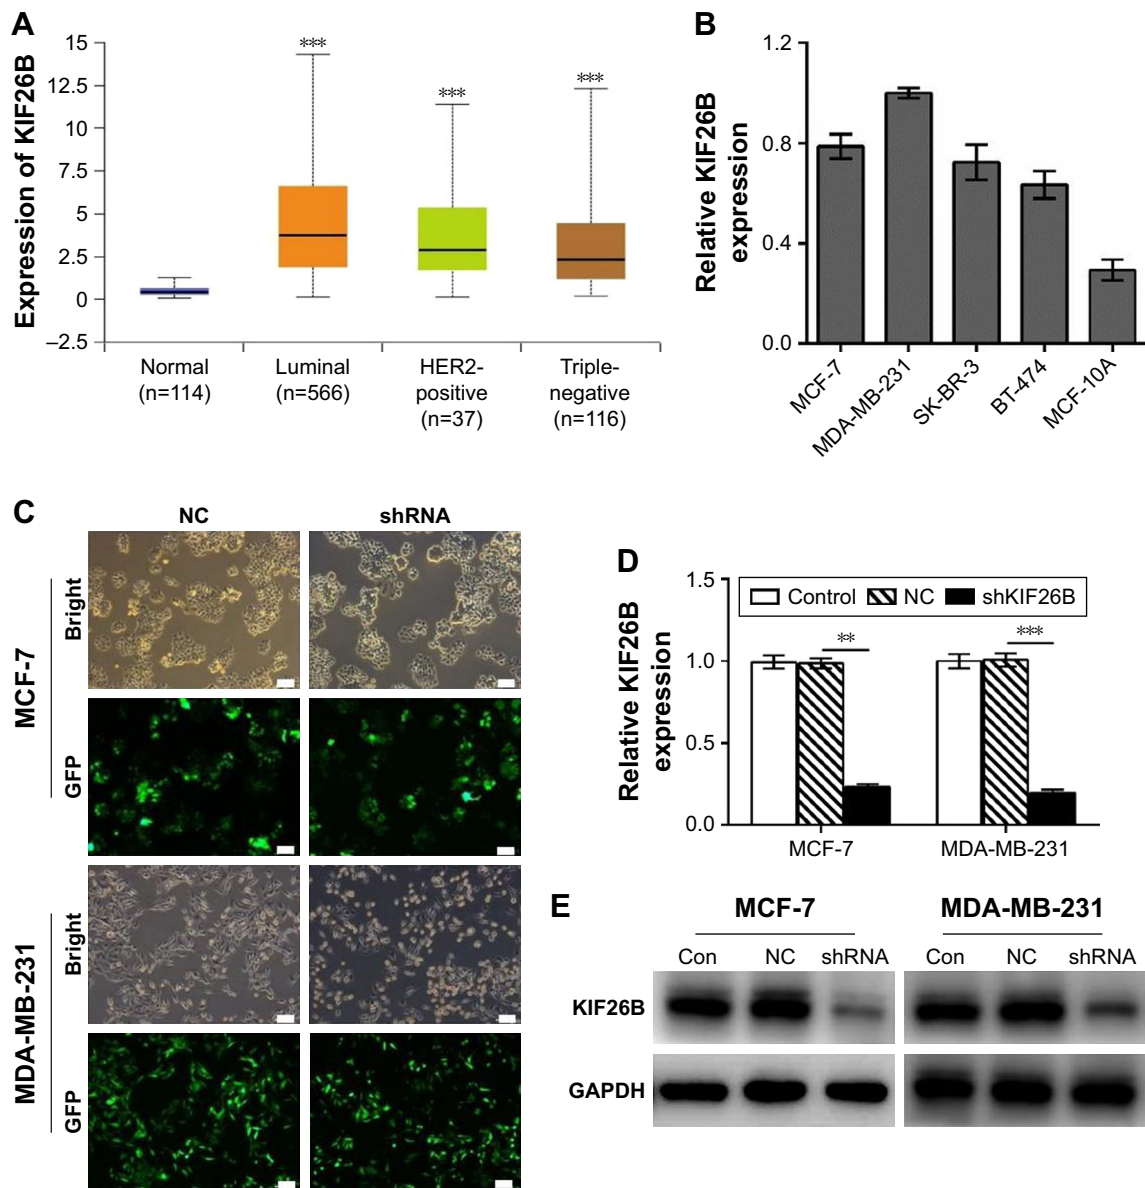 A
Expression of KIF26B
15
12.5
10
7.5
5
2.5
0
–2.5
***
***
***
Normal
(n=114)
Luminal
(n=566)
HER2-
positive
(n=37)
Triple-
negative
(n=116)
B
Relative KIF26B
expression
1.2
0.8
0.4
0.0
MCF-7
MDA-MB-231
SK-BR-3
BT-474
MCF-10A
C
NC
shRNA
MCF-7
Bright
GFP
MDA-MB-231
Bright
GFP
D
Relative KIF26B
expression
1.5
1.0
0.5
0.0
Control
NC
shKIF26B
**
***
MCF-7
MDA-MB-231
E
MCF-7
MDA-MB-231
Con NC shRNA
Con NC shRNA
KIF26B
GAPDH